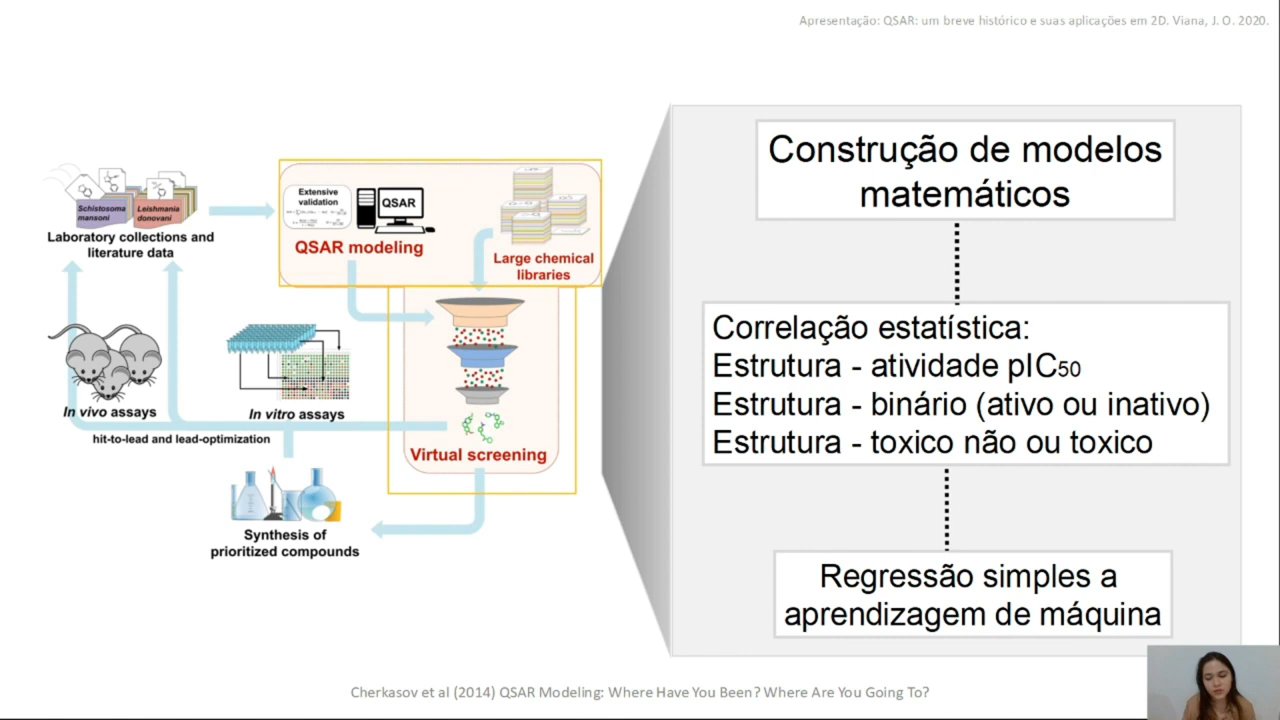 Apresentação: QSAR: um breve histórico e suas aplicações em 2D. Viana, J. O. 2020.
Schistosoma
mansoni
Leishmania
donovani
Laboratory collections and
literature data
Extensive
validation
QSAR
QSAR modeling
Large chemical
libraries
In vivo assays
In vitro assays
hit-to-lead and lead-optimization
Virtual screening
Synthesis of
prioritized compounds
Construção de modelos
matemáticos
Correlação estatística:
Estrutura - atividade pIC50
Estrutura - binário (ativo ou inativo)
Estrutura - toxico não ou toxico
Regressão simples a
aprendizagem de máquina
Cherkasov et al (2014) QSAR Modeling: Where Have You Been? Where Are You Going To?